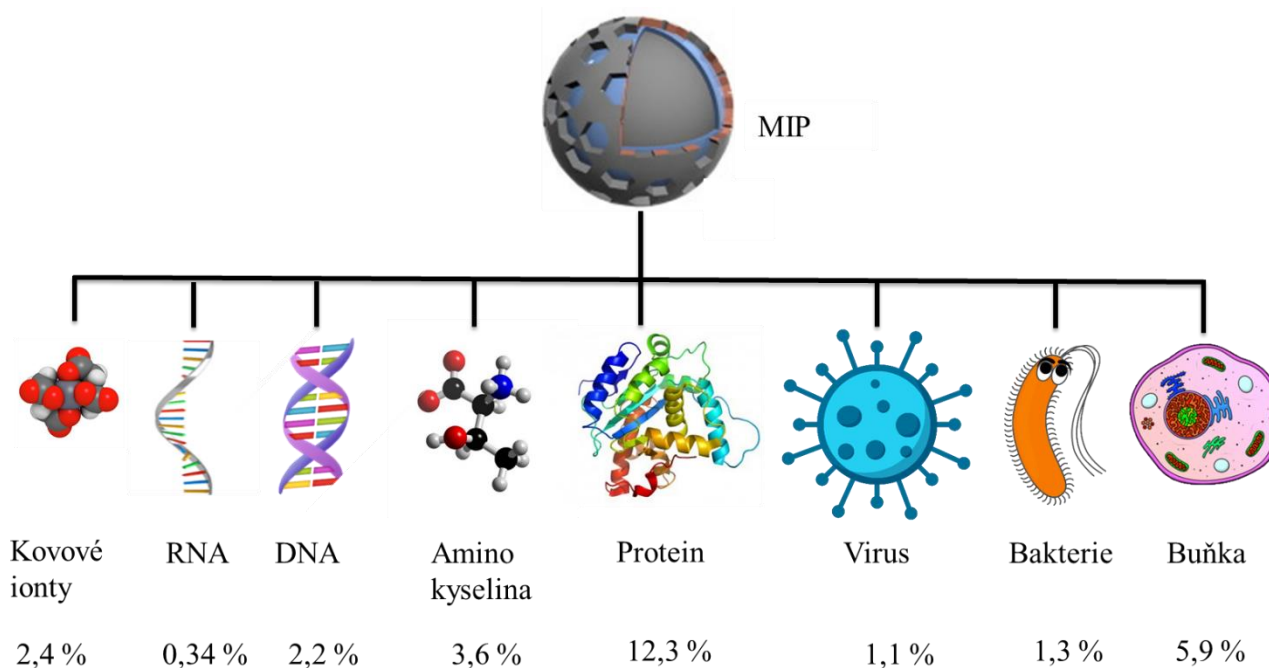 MIP
Kovové
ionty
RNA
DNA
Amino
kyselina
Protein
Virus
Bakterie
Buňka
2,4 %
0,34 %
2,2 %
3,6 %
12,3 %
1,1 %
1,3 %
5,9 %